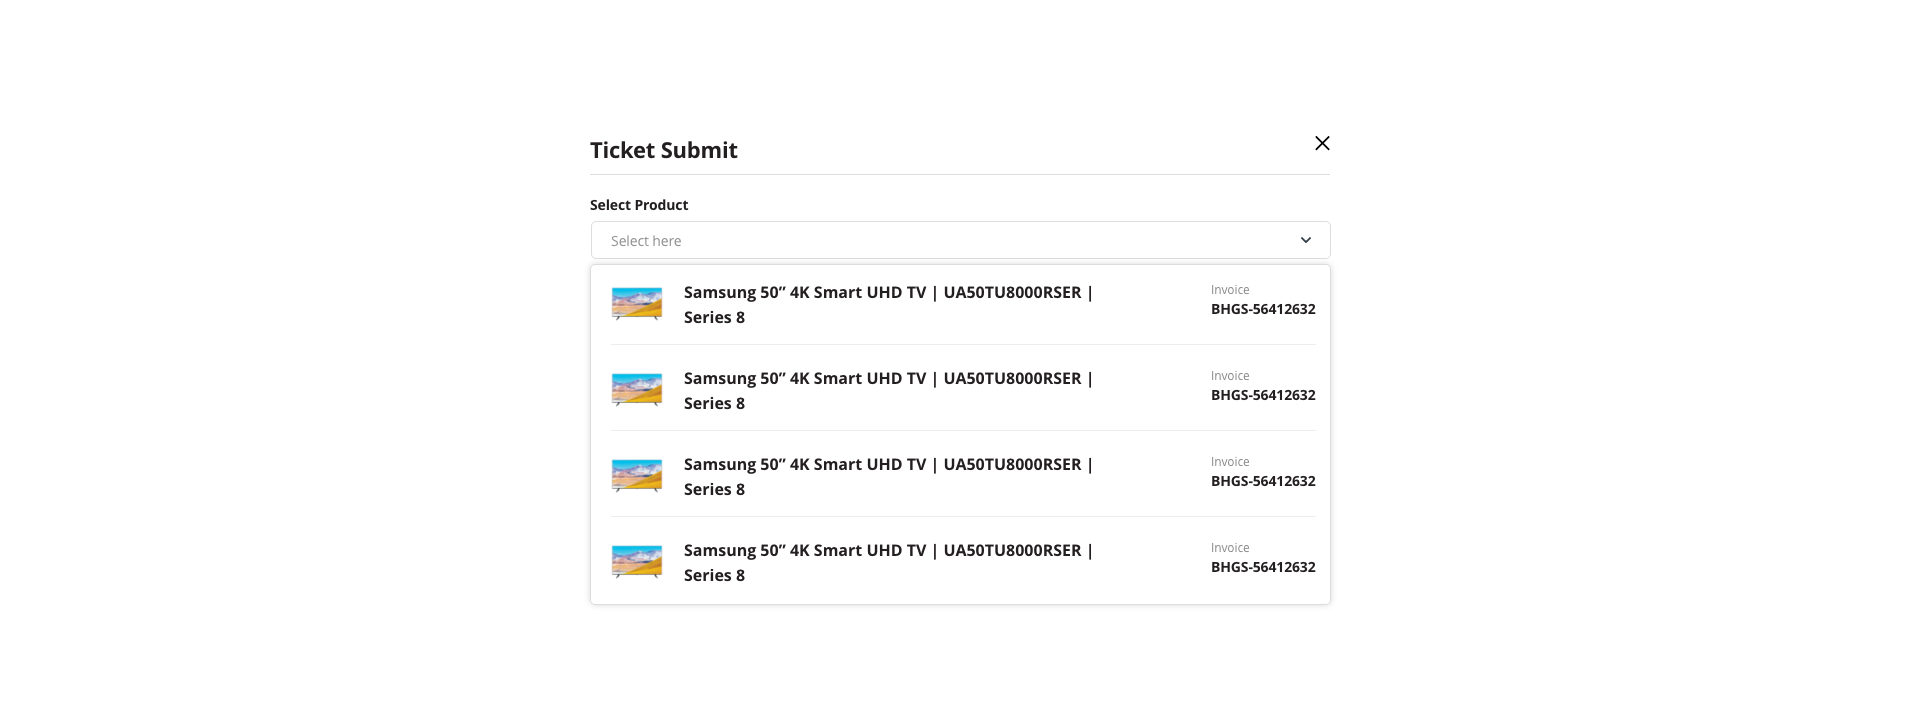 Ticket Submit
Select Product
Select here
Samsung 50” 4K Smart UHD TV | UA50TU8000RSER |
Series 8
Invoice
BHGS-56412632
Samsung 50” 4K Smart UHD TV | UA50TU8000RSER |
Series 8
Invoice
BHGS-56412632
Samsung 50” 4K Smart UHD TV | UA50TU8000RSER |
Series 8
Invoice
BHGS-56412632
Samsung 50” 4K Smart UHD TV | UA50TU8000RSER |
Series 8
Invoice
BHGS-56412632